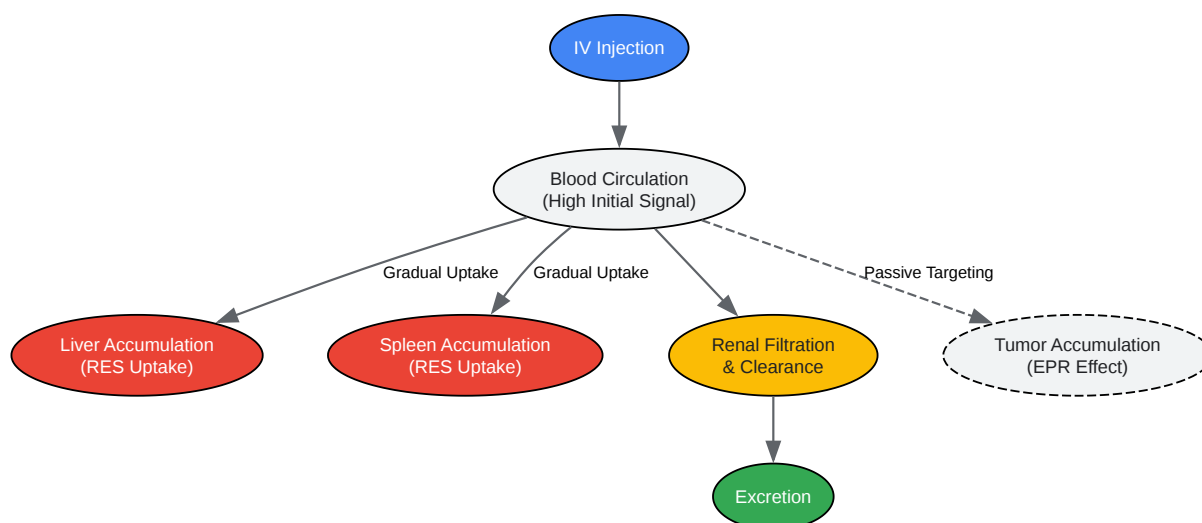 IV Injection
Blood Circulation
(High Initial Signal)
Gradual Uptake
Gradual Uptake
Passive Targeting
Liver Accumulation
(RES Uptake)
Spleen Accumulation
(RES Uptake)
Renal Filtration
& Clearance
Tumor Accumulation
(EPR Effect)
Excretion